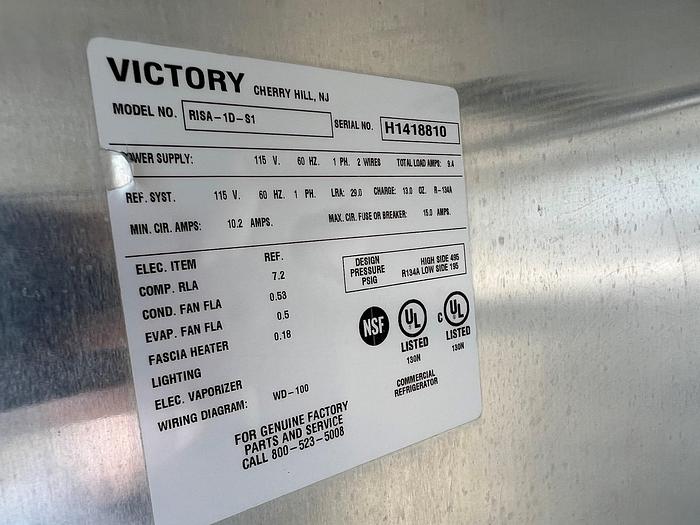 VICTORY CHERRY HILL, NJ
MODEL NO. RISA-1D-S1 SERIAL NO. H1418810
POWER SUPPLY: 115 V. 60 HZ. 1 PH. 2 WIRES TOTAL LOAD AMPS: 9.4
REF. SYST. 115 V. 60 HZ. 1 PH. LRA: 29.0 CHARGE: 13.0 OZ. R-134A
MIN. CIR. AMPS: 10.2 AMPS. MAX. CIR. FUSE OR BREAKER: 15.0 AMPS.
ELEC. ITEM REF.
COMP. RLA 7.2
COND. FAN FLA 0.53
EVAP. FAN FLA 0.5
FASCIA HEATER 0.18
LIGHTING
ELEC. VAPORIZER
WIRING DIAGRAM: WD-100
DESIGN PRESSURE PSIG
HIGH SIDE 495
R134A LOW SIDE 195
NSF
UL
LISTED
130N
C UL
LISTED
130N
COMMERCIAL
REFRIGERATOR
FOR GENUINE FACTORY
PARTS AND SERVICE
CALL 800-523-5008